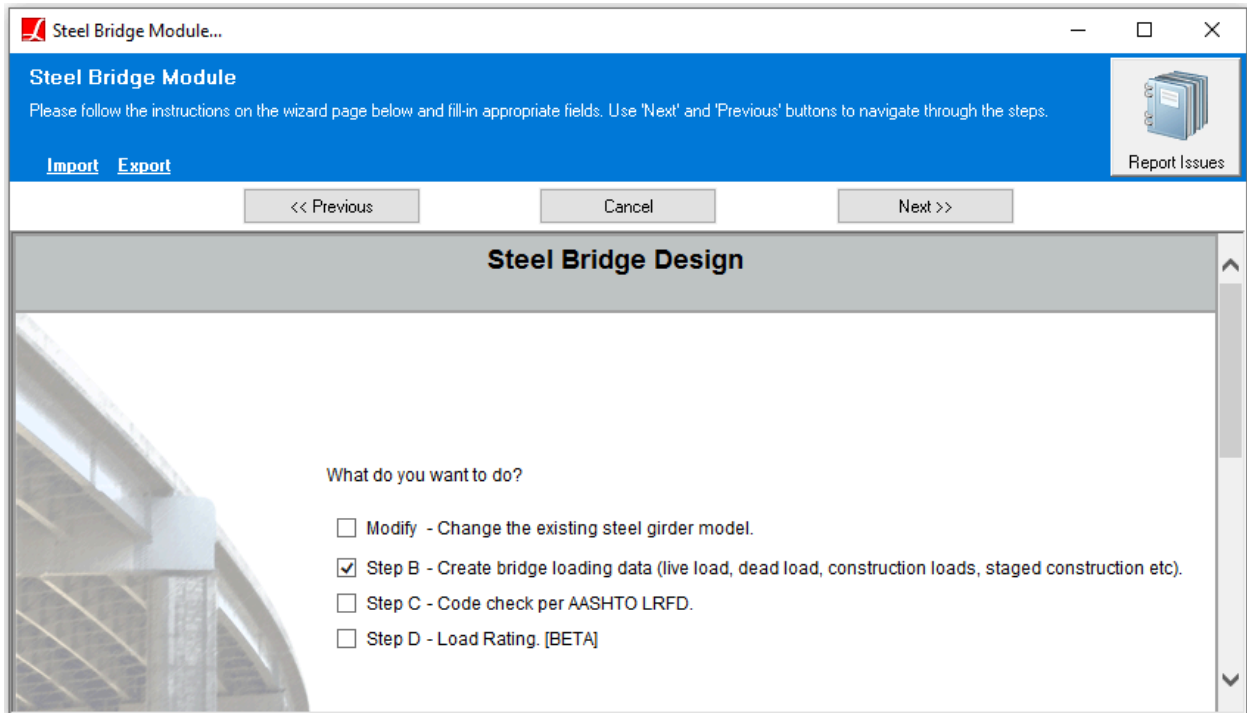 Steel Bridge Module...
Steel Bridge Module
Please follow the instructions on the wizard page below and fill-in appropriate fields. Use 'Next' and 'Previous' buttons to navigate through the steps.
Import Export
Report Issues
<< Previous Cancel Next >>
Steel Bridge Design
What do you want to do?
Modify - Change the existing steel girder model.
Step B - Create bridge loading data (live load, dead load, construction loads, staged construction etc).
Step C - Code check per AASHTO LRFD.
Step D - Load Rating. [BETA]